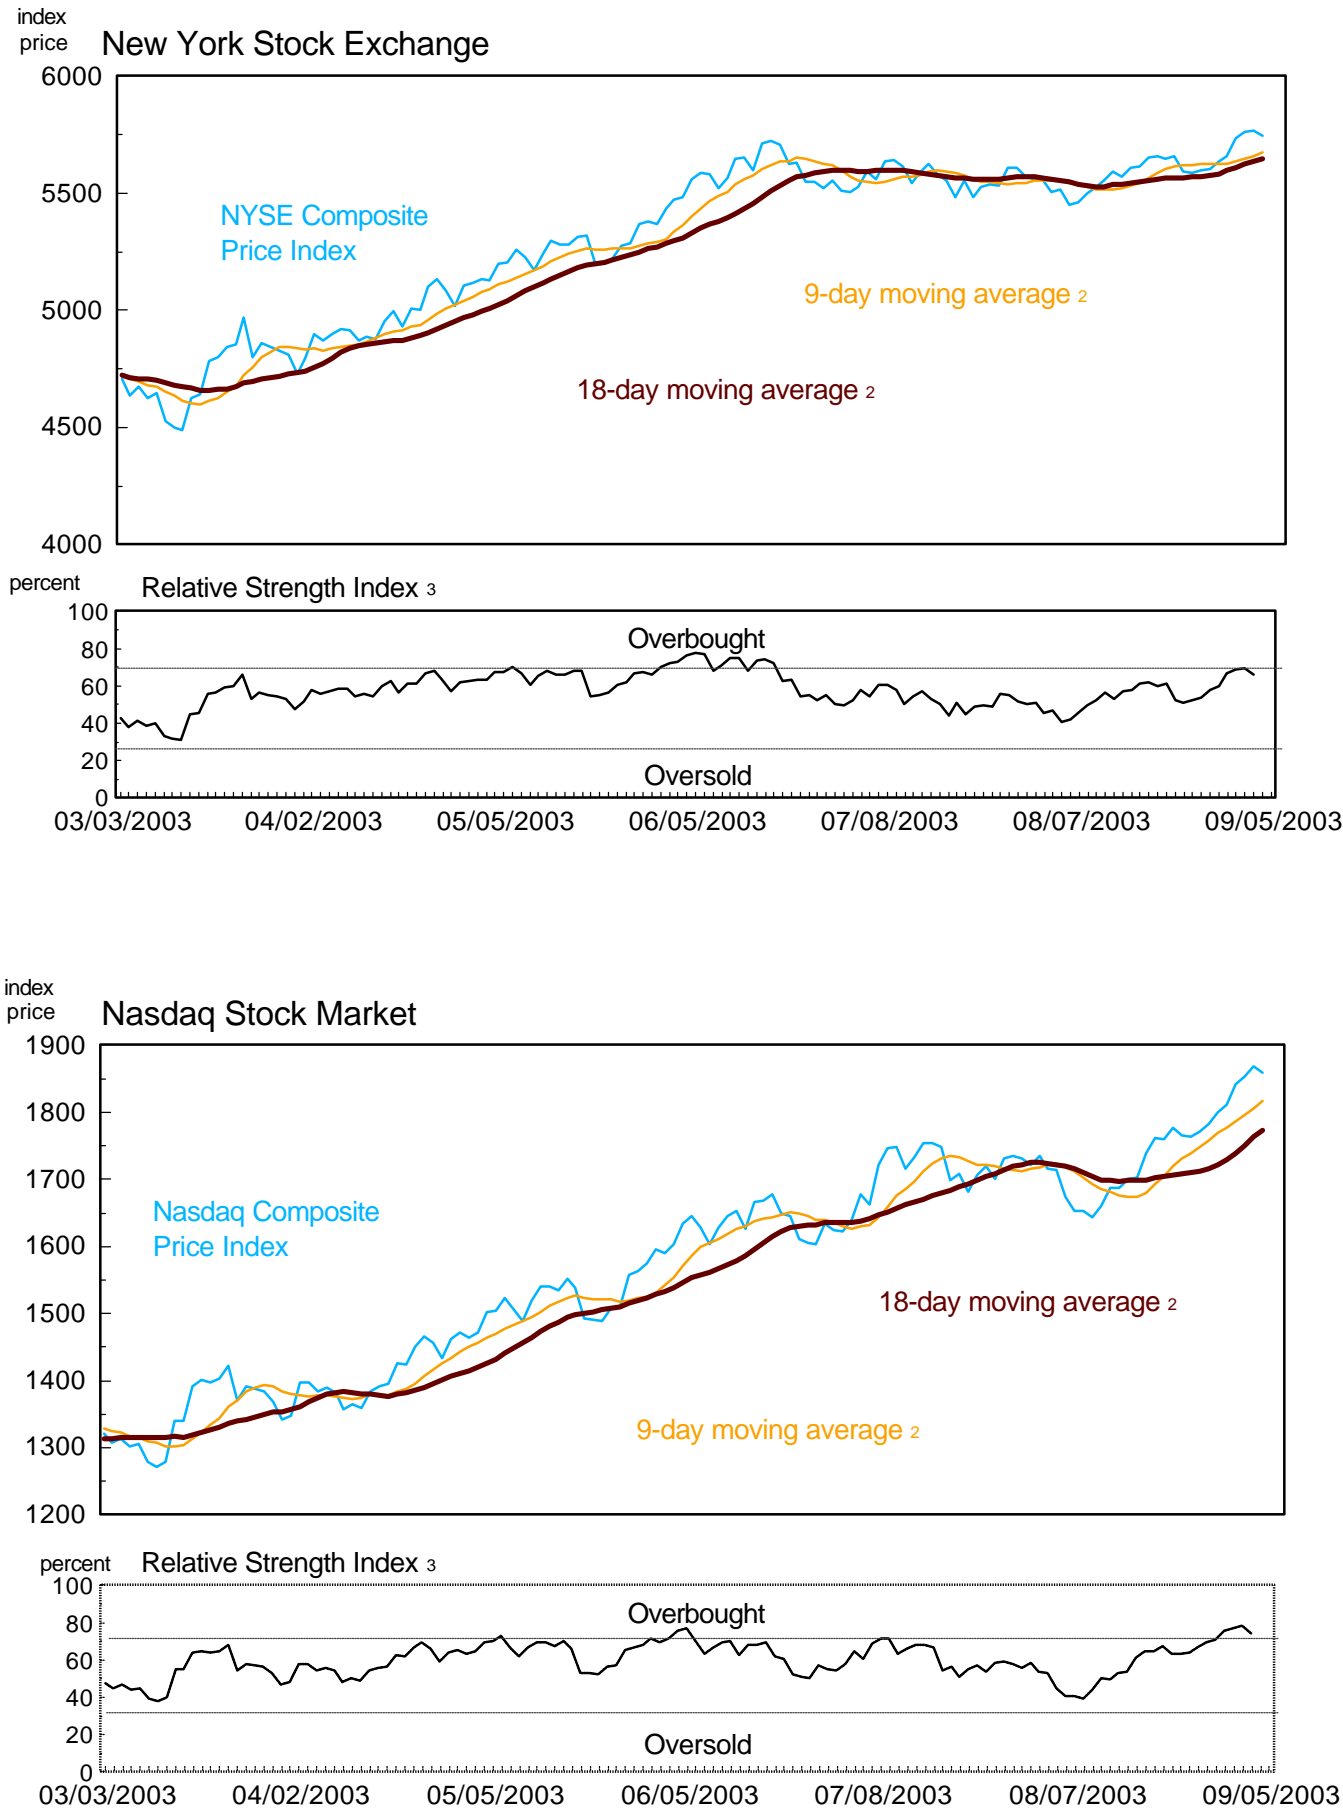 index
price
New York Stock Exchange
6000
5500
5000
4500
4000
NYSE Composite
Price Index
9-day moving average 2
18-day moving average 2
percent
Relative Strength Index 3
100
80
60
40
20
0
Overbought
Oversold
03/03/2003 04/02/2003 05/05/2003 06/05/2003 07/08/2003 08/07/2003 09/05/2003
index
price
Nasdaq Stock Market
1900
1800
1700
1600
1500
1400
1300
1200
Nasdaq Composite
Price Index
18-day moving average 2
9-day moving average 2
percent
Relative Strength Index 3
100
80
60
40
20
0
Overbought
Oversold
03/03/2003 04/02/2003 05/05/2003 06/05/2003 07/08/2003 08/07/2003 09/05/2003